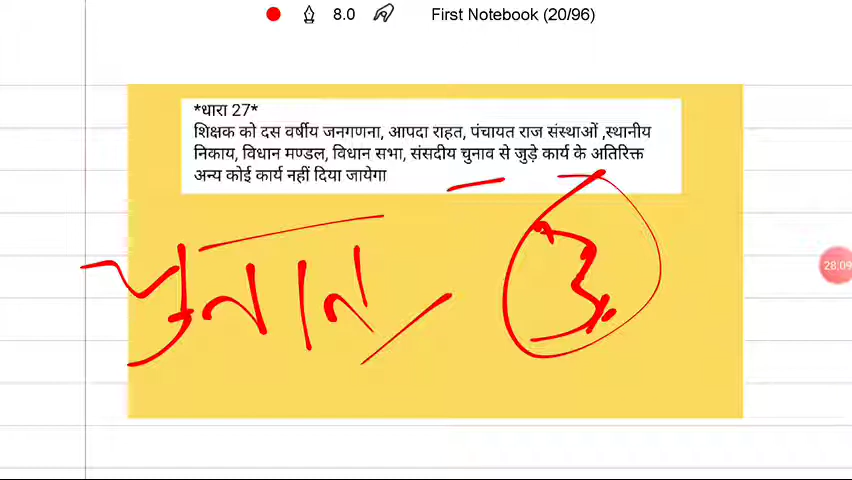 8.0 First Notebook (20/96)
*धारा 27*
शिक्षक को दस वर्षीय जनगणना, आपदा राहत, पंचायत राज संस्थाओं ,स्थानीय
निकाय, विधान मण्डल, विधान सभा, संसदीय चुनाव से जुड़े कार्य के अतिरिक्त
अन्य कोई कार्य नहीं दिया जायेगा
28:09